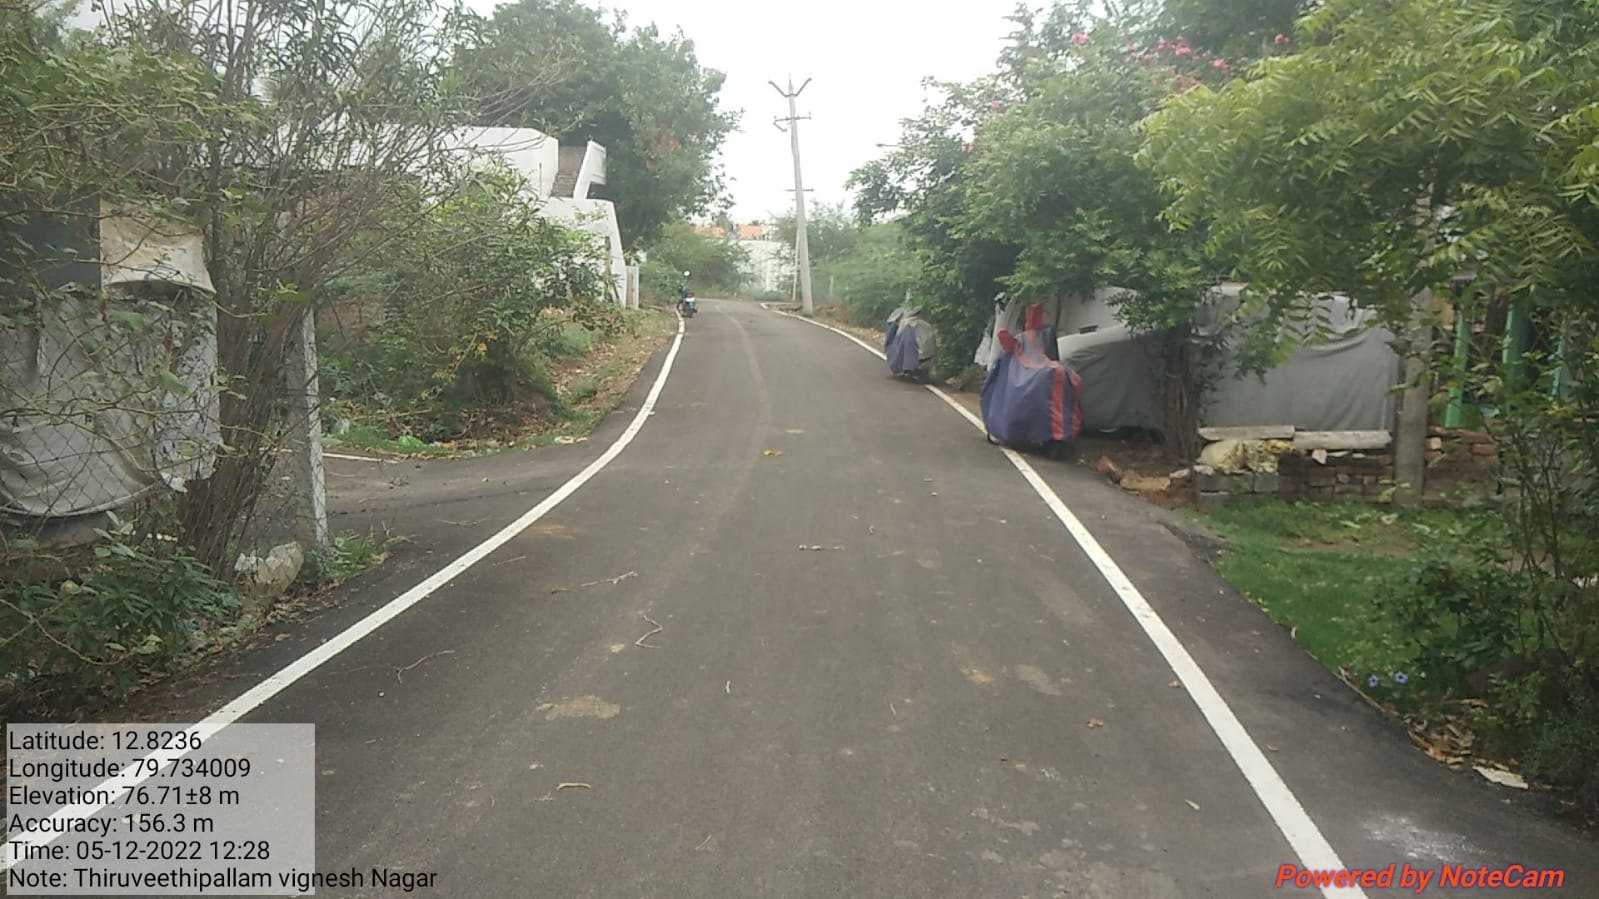 Latitude: 12.8236
Longitude: 79.734009
Elevation: 76.71±8 m
Accuracy: 156.3 m
Time: 05-12-2022 12:28
Note: Thiruveethipallam vignesh Nagar
Powered by NoteCam